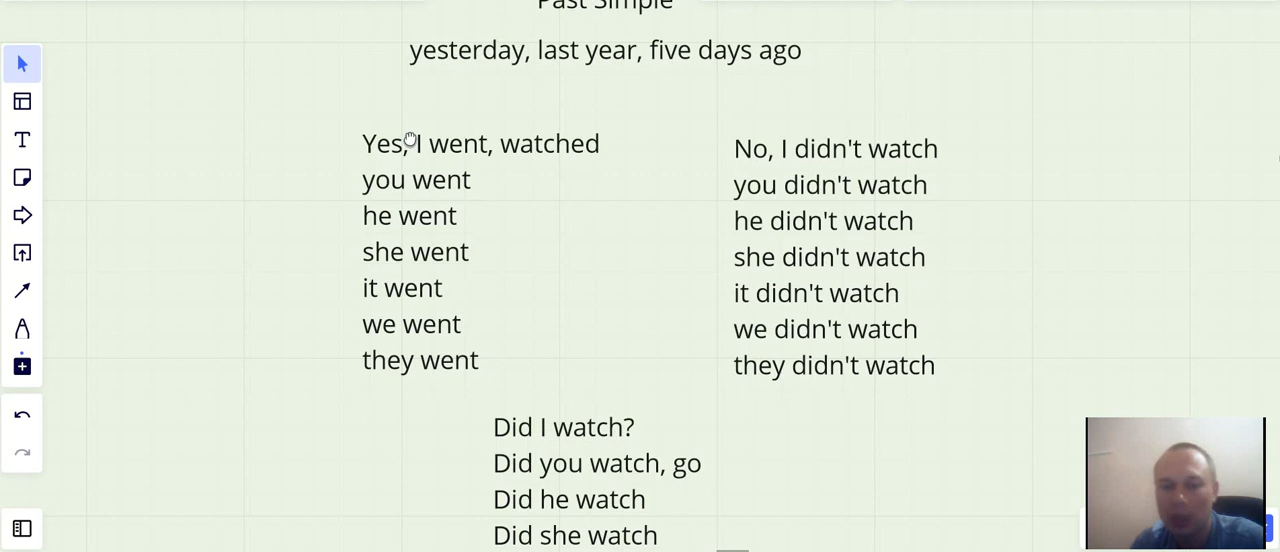 Past Simple
yesterday, last year, five days ago
Yes, I went, watched
you went
he went
she went
it went
we went
they went
No, I didn't watch
you didn't watch
he didn't watch
she didn't watch
it didn't watch
we didn't watch
they didn't watch
Did I watch?
Did you watch, go
Did he watch
Did she watch